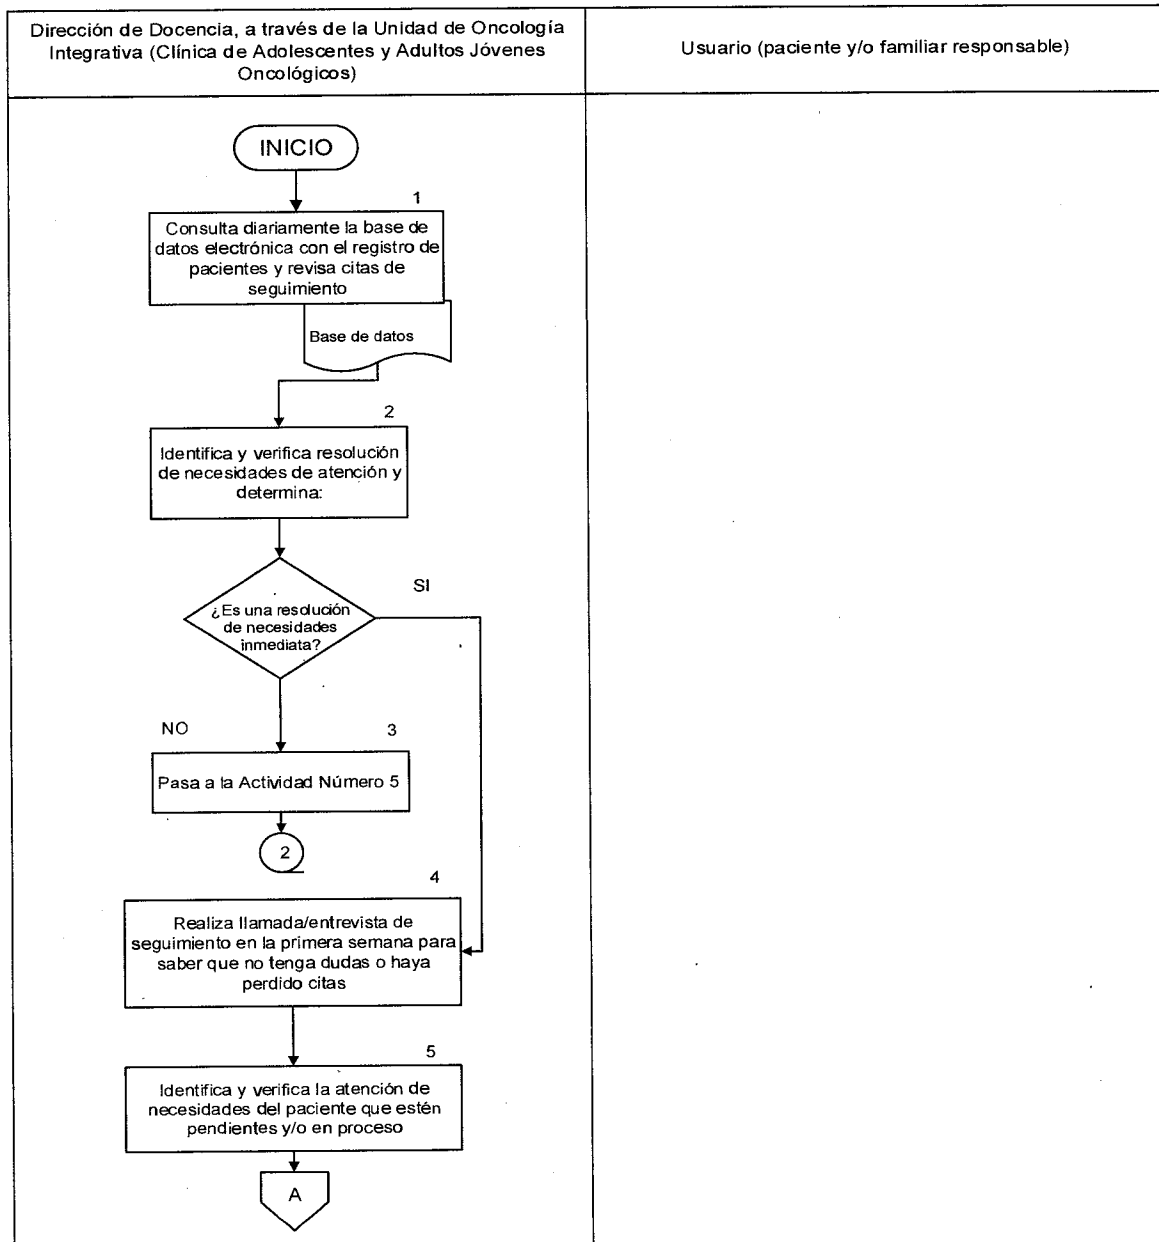 Dirección de Docencia, a través de la Unidad de Oncología
Integrativa (Clínica de Adolescentes y Adultos Jóvenes
Oncológicos)
Usuario (paciente y/o familiar responsable)
INICIO
1
Consulta diariamente la base de
datos electrónica con el registro de
pacientes y revisa citas de
seguimiento
Base de datos
2
Identifica y verifica resolución
de necesidades de atención y
determina:
¿Es una resolución
de necesidades
inmediata?
SI
NO
3
Pasa a la Actividad Número 5
2
4
Realiza llamada/entrevista de
seguimiento en la primera semana para
saber que no tenga dudas o haya
perdido citas
5
Identifica y verifica la atención de
necesidades del paciente que estén
pendientes y/o en proceso
A